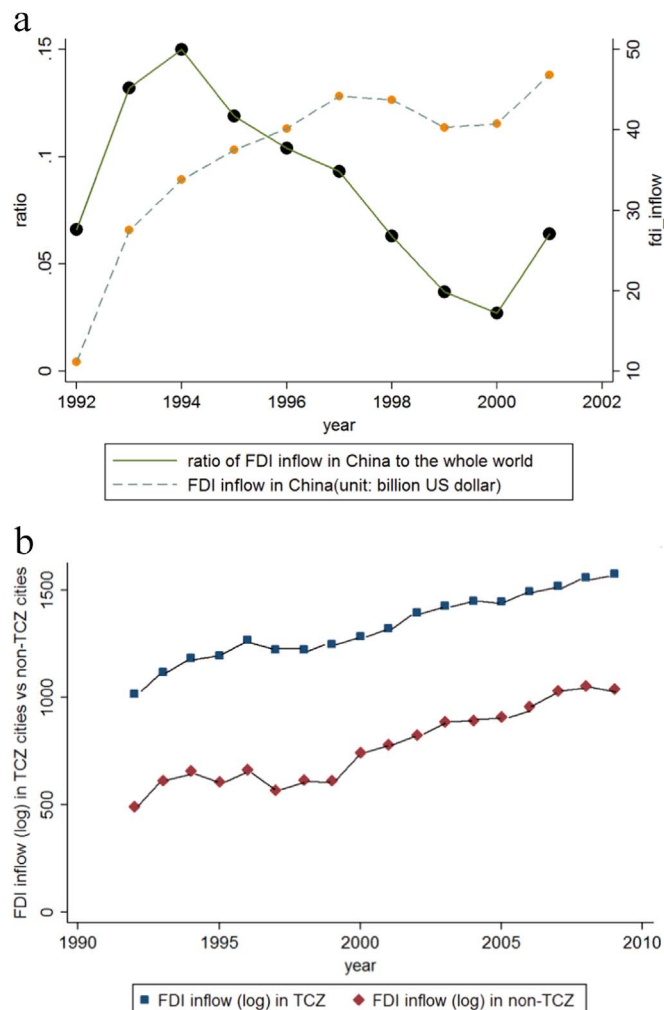 a
.15
.1
.05
0
ratio
50
40
30
20
10
fdi_inflow
1992
1994
1996
1998
2000
2002
year
ratio of FDI inflow in China to the whole world
FDI inflow in China(unit: billion US dollar)
b
1500
1000
500
0
FDI inflow (log) in TCZ cities vs non-TCZ cities
1990
1995
2000
2005
2010
year
FDI inflow (log) in TCZ
FDI inflow (log) in non-TCZ